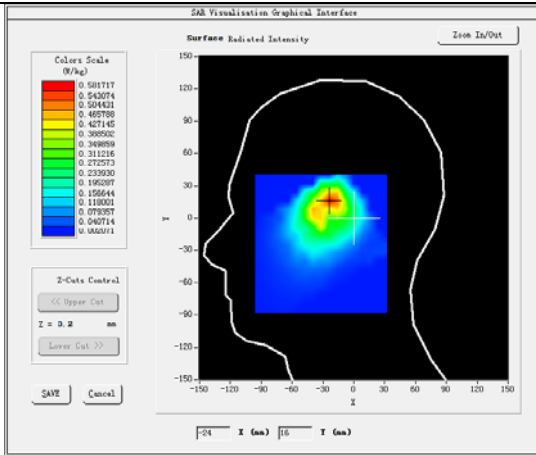 SAR Visualisation Graphical Interface
Surface Radiated Intensity
Zoom In/Out
Colors Scale
(W/kg)
0.581717
0.543074
0.504431
0.465788
0.427145
0.388502
0.349859
0.311216
0.272573
0.233930
0.195287
0.156644
0.118001
0.079357
0.040714
0.002071
150
120
90
60
30
0
-30
-60
-90
-120
-150
Y
-150 -120 -90 -60 -30 0 30 60 90 120 150
X
Z-Cuts Control
<< Upper Cut
Z = 3.2 mm
Lower Cut >>
SAVE Cancel
-24 X (mm) 16 Y (mm)